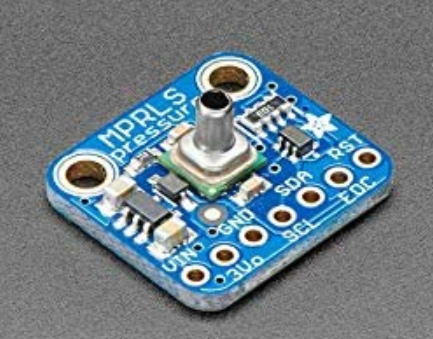 MPRLS
Pressure
VIN
3Vo
GND
SCL
SDA
EOC
RST